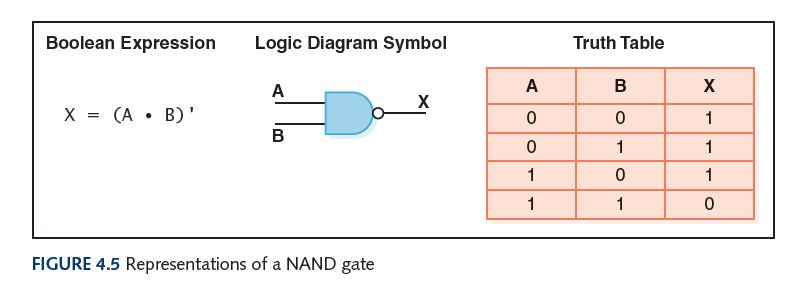 Boolean Expression Logic Diagram Symbol Truth Table
X = (A • B)'
A
B
X
A B X
0 0 1
0 1 1
1 0 1
1 1 0
FIGURE 4.5 Representations of a NAND gate